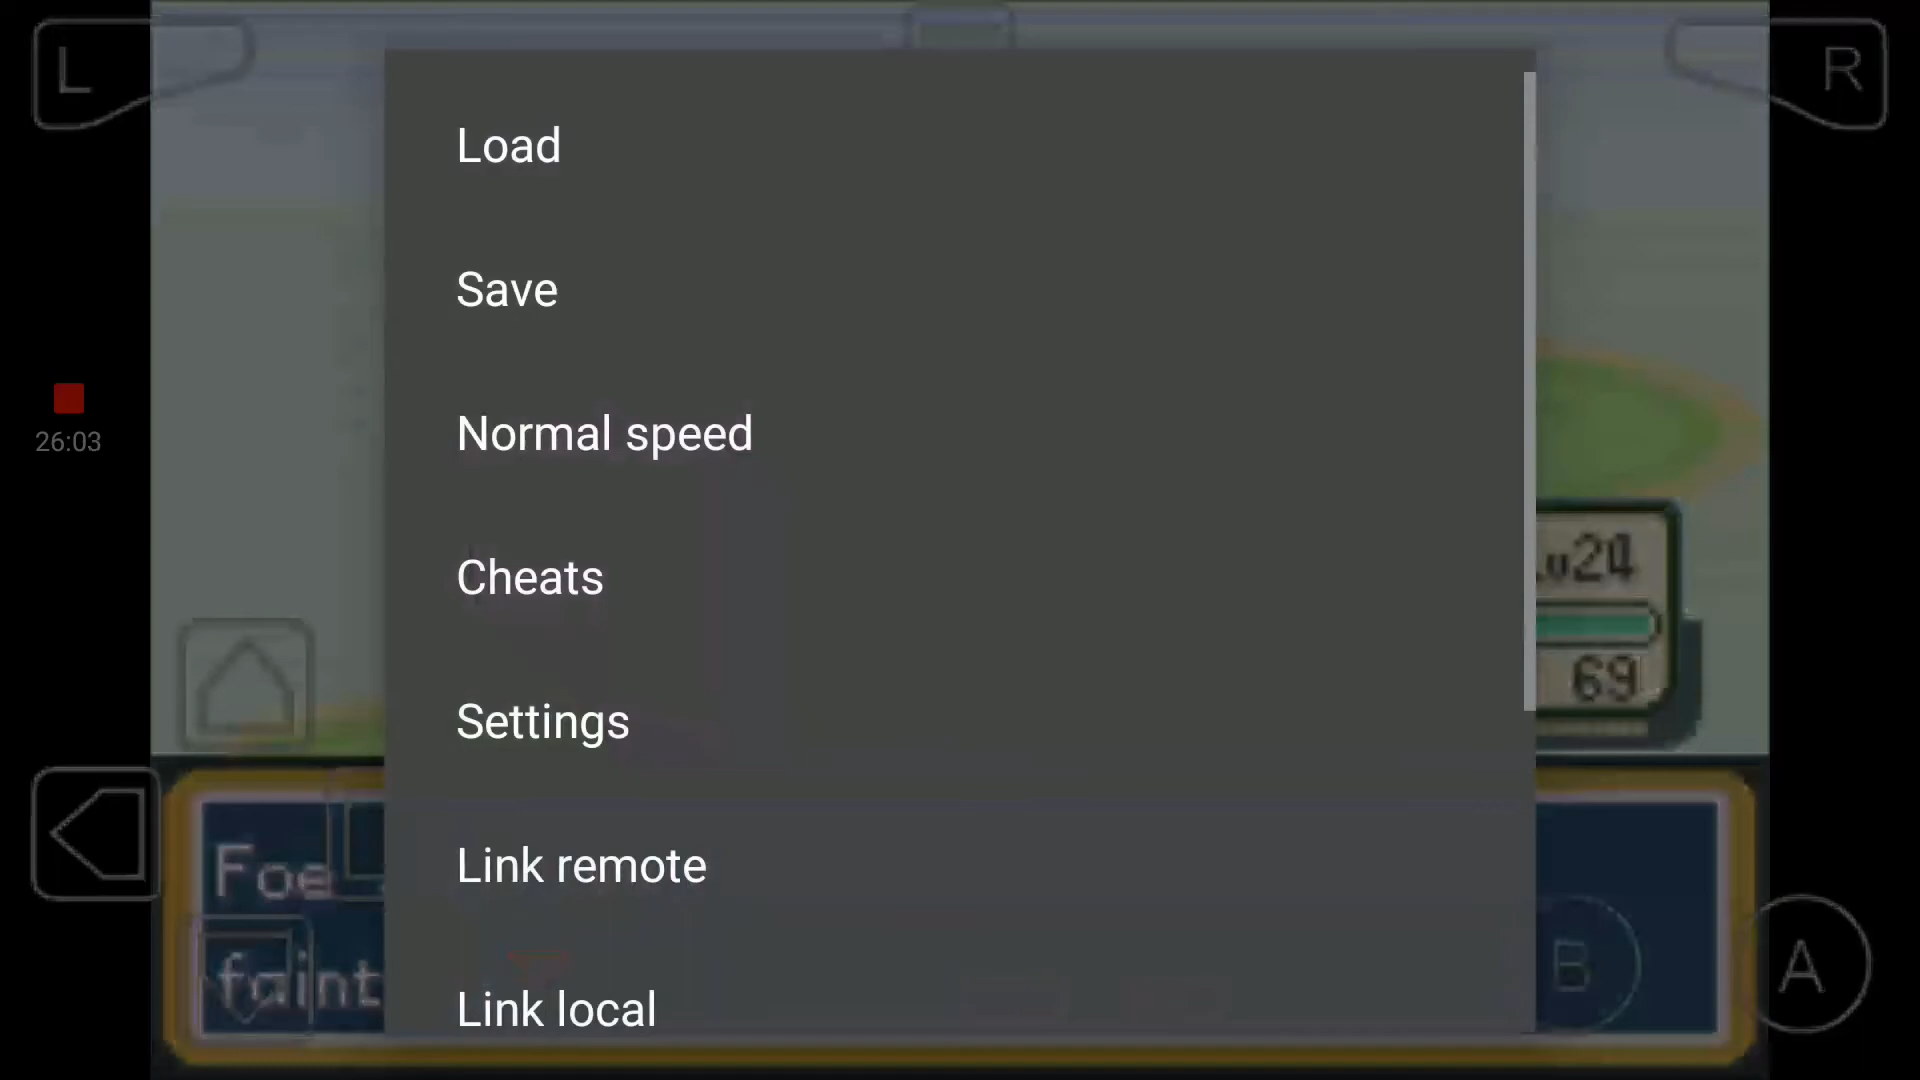 L
R
Load
Save
Normal speed
26:03
Cheats
Lv24
69
Settings
Link remote
Foe
faint
B
A
Link local